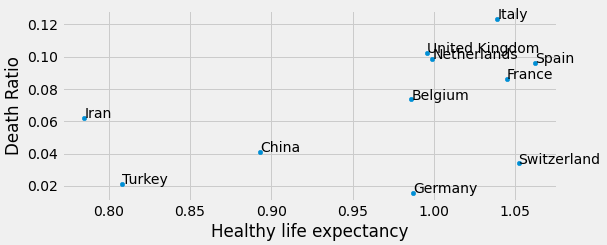 Italy
0.12
United Kingdom
Netherlands
Spain
0.10
France
0.08
Belgium
Iran
0.06
China
0.04
Switzerland
Turkey
Germany
0.02
Death Ratio
0.80 0.85 0.90 0.95 1.00 1.05
Healthy life expectancy